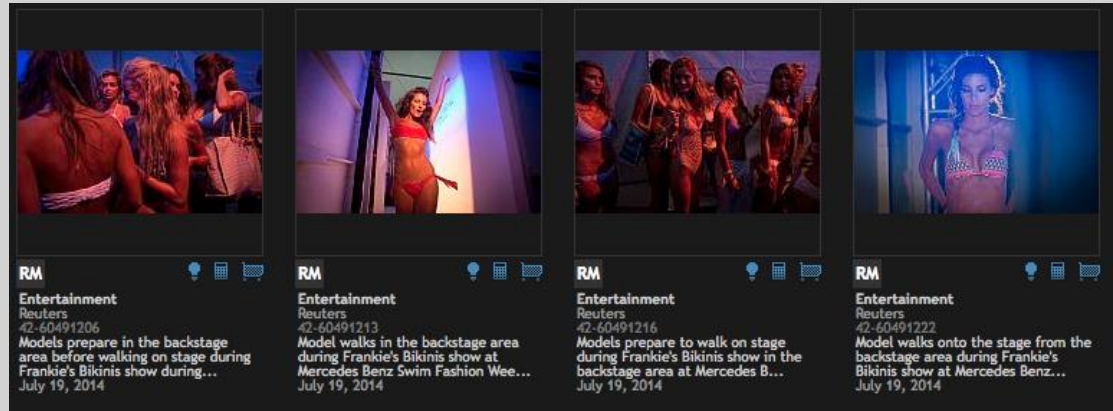 RM
Entertainment
Reuters
42-60491206
Models prepare in the backstage
area before walking on stage during
Frankie's Bikinis show during...
July 19, 2014
RM
Entertainment
Reuters
42-60491213
Model walks in the backstage area
during Frankie's Bikinis show at
Mercedes Benz Swim Fashion Wee...
July 19, 2014
RM
Entertainment
Reuters
42-60491216
Models prepare to walk on stage
during Frankie's Bikinis show in the
backstage area at Mercedes B...
July 19, 2014
RM
Entertainment
Reuters
42-60491222
Model walks onto the stage from the
backstage area during Frankie's
Bikinis show at Mercedes Benz...
July 19, 2014